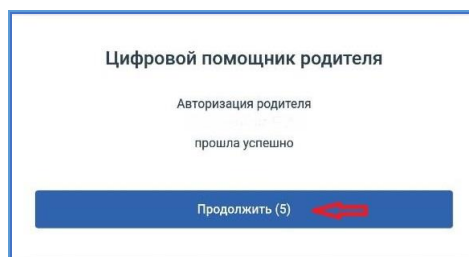 Цифровой помощник родителя
Авторизация родителя
прошла успешно
Продолжить (5)